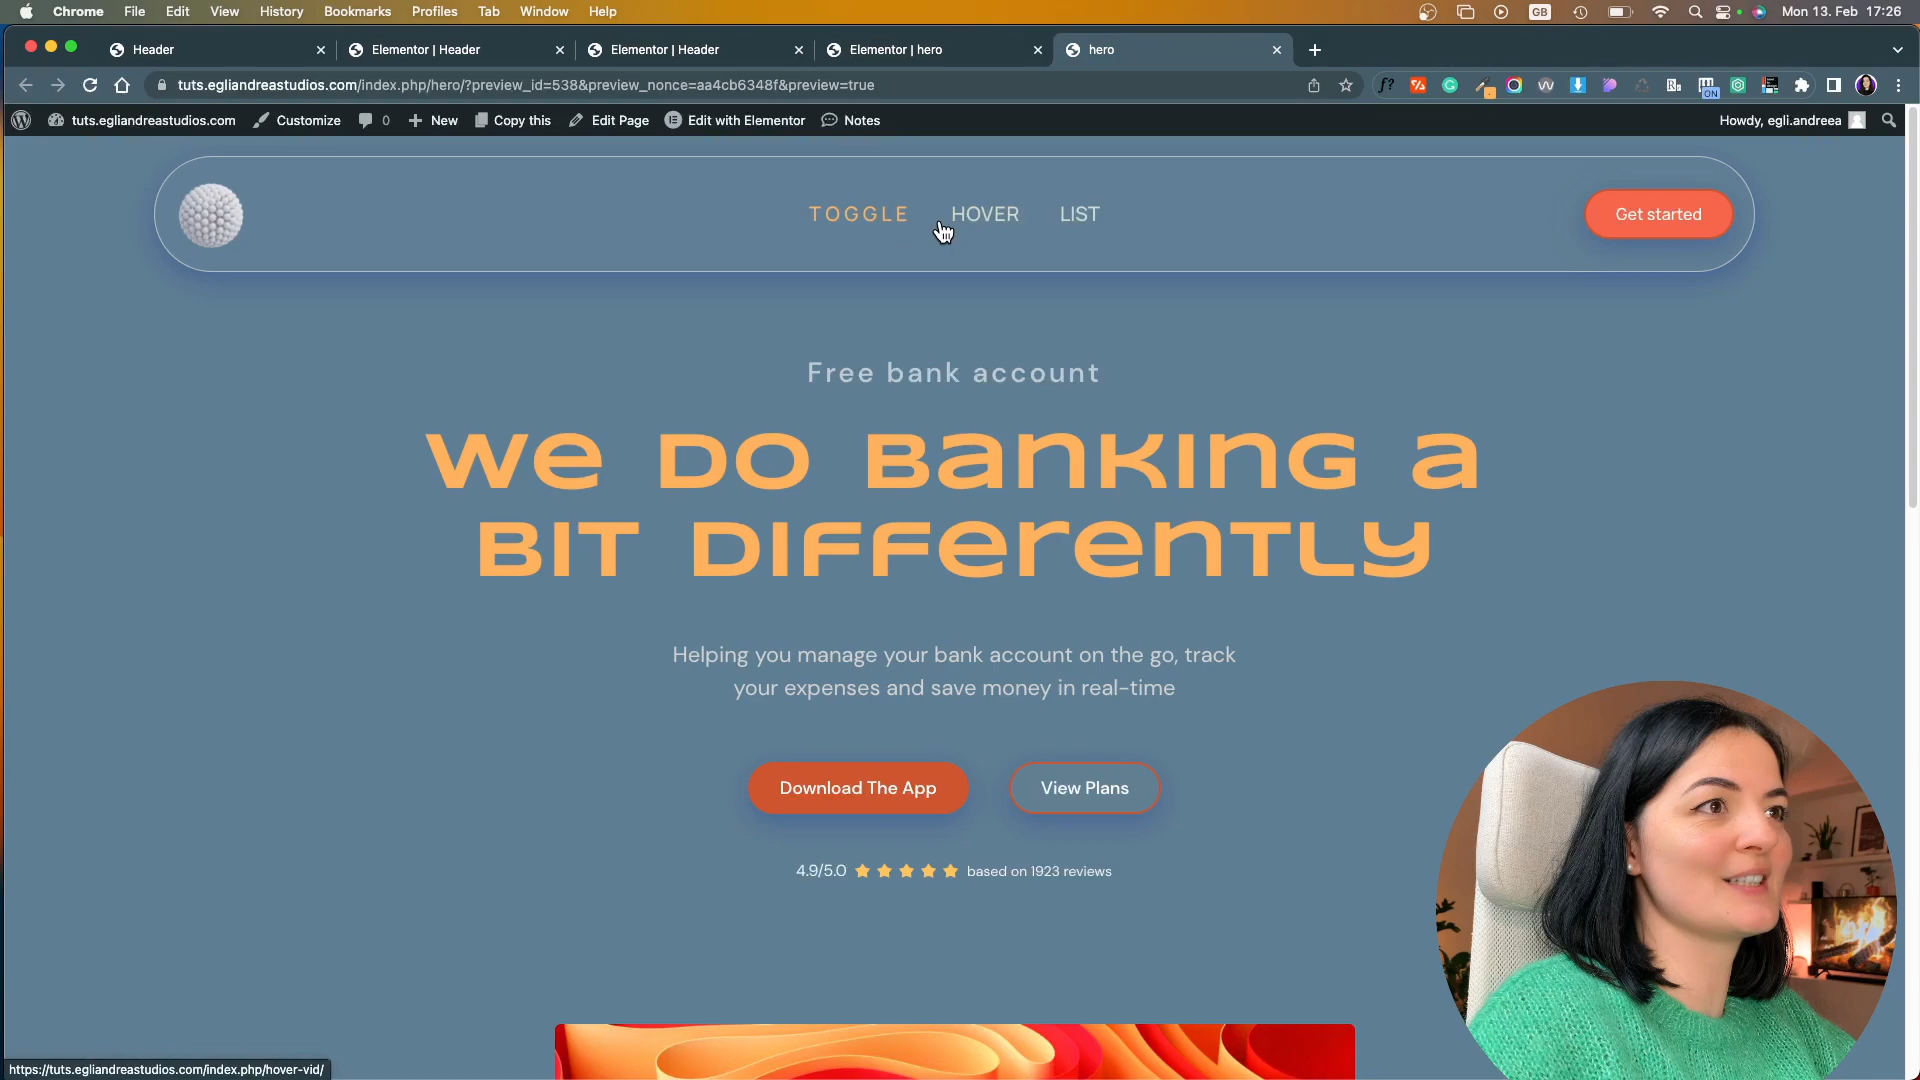 Chrome File Edit View History Bookmarks Profiles Tab Window Help GB Mon 13. Feb 17:26
Header Elementor | Header Elementor | Header Elementor | hero hero
tuts.egliandreastudios.com/index.php/hero/?preview_id=538&preview_nonce=aa4cb6348f&preview=true
ON
tuts.egliandreastudios.com Customize 0 New Copy this Edit Page Edit with Elementor Notes Howdy, egli.andreea
TOGGLE HOVER LIST Get started
Free bank account
We Do Banking a
Bit Differently
Helping you manage your bank account on the go, track
your expenses and save money in real-time
Download The App View Plans
4.9/5.0 based on 1923 reviews
https://tuts.egliandreastudios.com/index.php/hover-vid/